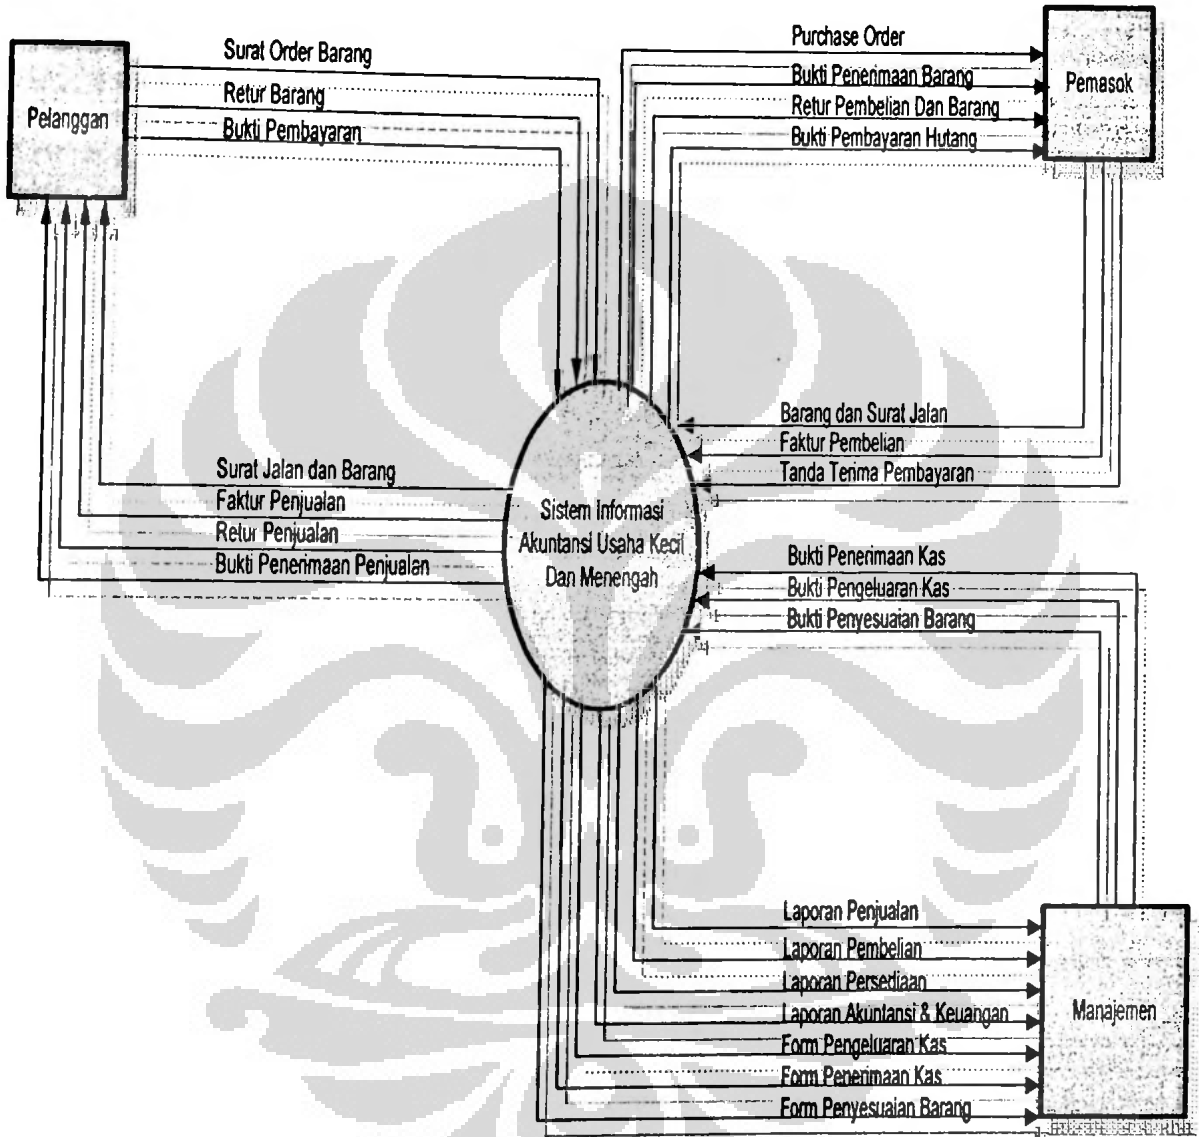 Pelanggan
Surat Order Barang
Retur Barang
Bukti Pembayaran
Purchase Order
Bukti Penerimaan Barang
Retur Pembelian Dan Barang
Bukti Pembayaran Hutang
Pemasok
Barang dan Surat Jalan
Faktur Pembelian
Tanda Terima Pembayaran
Surat Jalan dan Barang
Faktur Penjualan
Retur Penjualan
Bukti Penerimaan Penjualan
Sistem Informasi
Akuntansi Usaha Kecil
Dan Menengah
Bukti Penerimaan Kas
Bukti Pengeluaran Kas
Bukti Penyesuaian Barang
Laporan Penjualan
Laporan Pembelian
Laporan Persediaan
Laporan Akuntansi & Keuangan
Form Pengeluaran Kas
Form Penerimaan Kas
Form Penyesuaian Barang
Manajemen